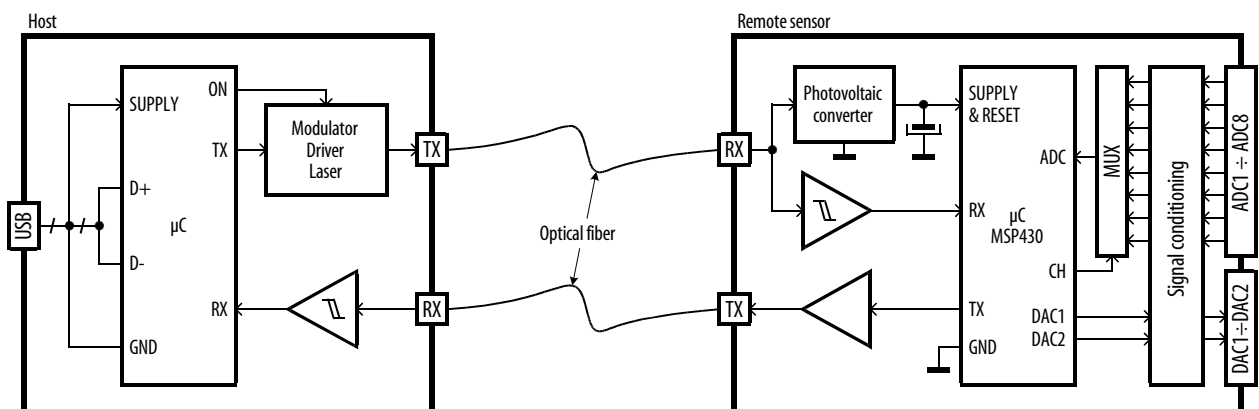 Host
USB
SUPPLY
D+
D-
GND
µC
ON
TX
RX
Modulator
Driver
Laser
TX
RX
Optical fiber
Remote sensor
RX
TX
Photovoltaic
converter
SUPPLY
& RESET
ADC
RX
µC
MSP430
CH
TX
GND
DAC1
DAC2
MUX
Signal conditioning
ADC1 ÷ ADC8
DAC1÷DAC2